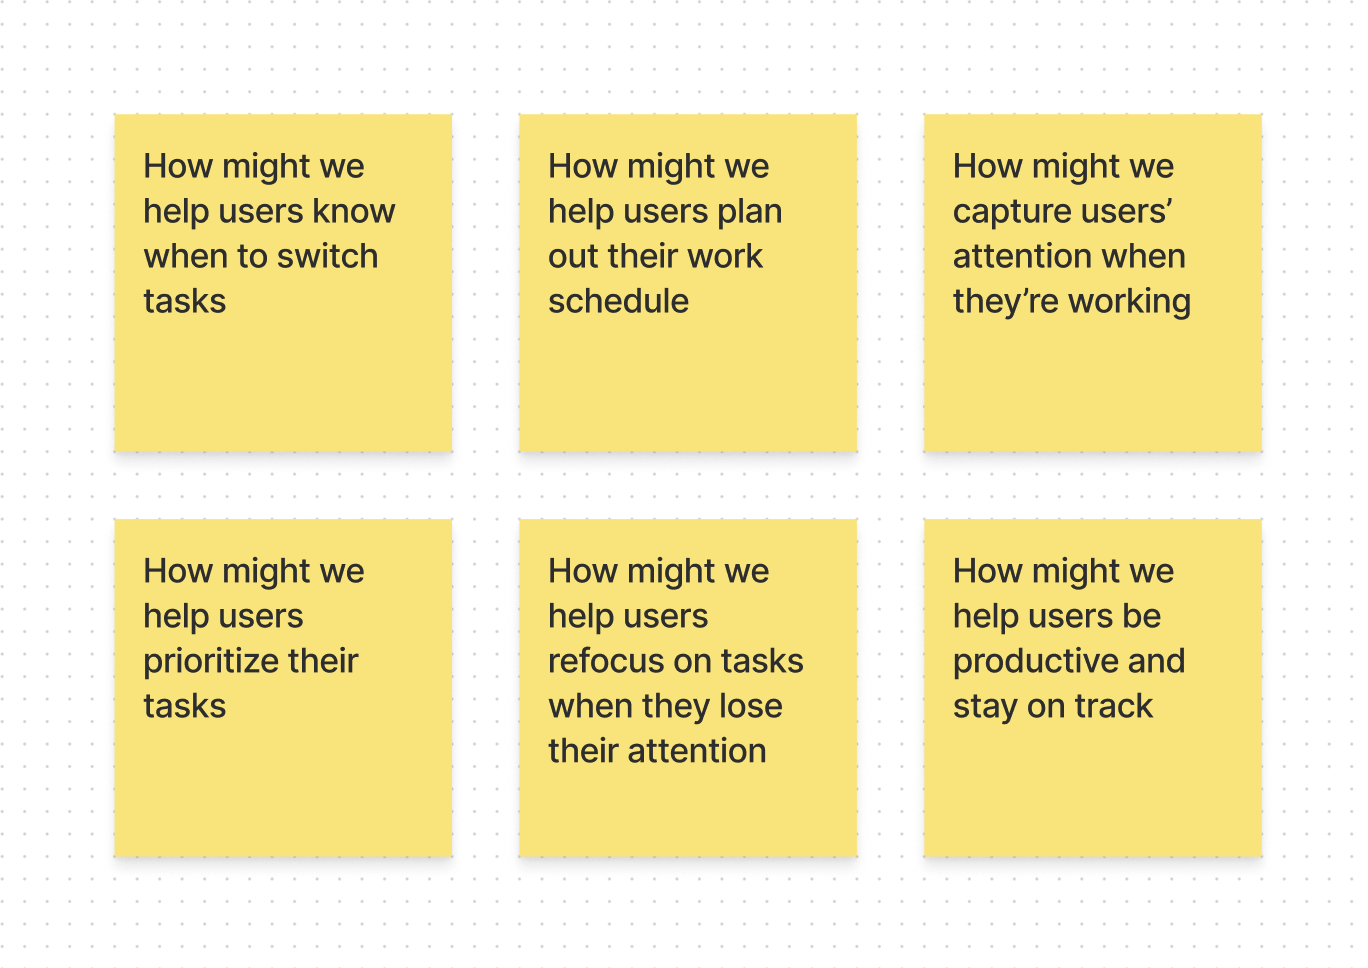 How might we
help users know
when to switch
tasks
How might we
help users plan
out their work
schedule
How might we
capture users’
attention when
they’re working
How might we
help users
prioritize their
tasks
How might we
help users
refocus on tasks
when they lose
their attention
How might we
help users be
productive and
stay on track